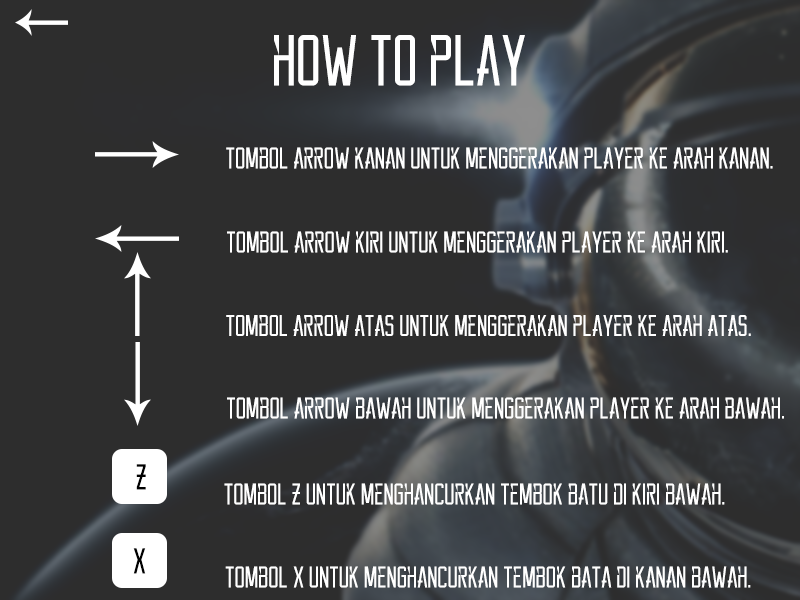 HOW TO PLAY
TOMBOL ARROW KANAN UNTUK MENGGERAKAN PLAYER KE ARAH KANAN.
TOMBOL ARROW KIRI UNTUK MENGGERAKAN PLAYER KE ARAH KIRI.
TOMBOL ARROW ATAS UNTUK MENGGERAKAN PLAYER KE ARAH ATAS.
TOMBOL ARROW BAWAH UNTUK MENGGERAKAN PLAYER KE ARAH BAWAH.
Z
TOMBOL Z UNTUK MENGHANCURKAN TEMBOK BATU DI KIRI BAWAH.
X
TOMBOL X UNTUK MENGHANCURKAN TEMBOK BATA DI KANAN BAWAH.